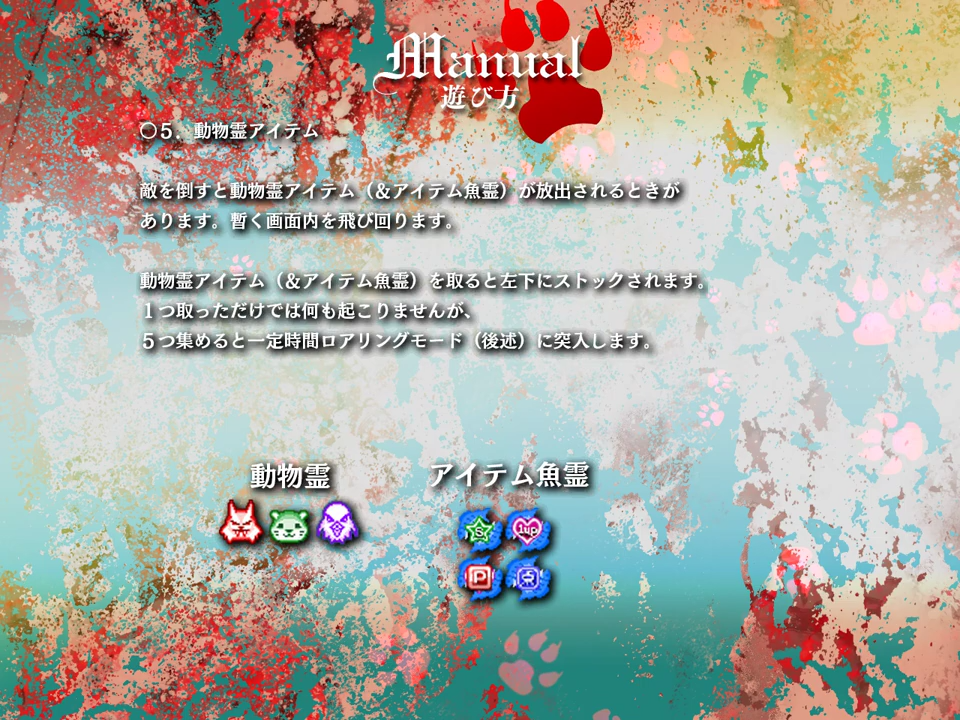 Manual
遊び方
○５．動物霊アイテム
敵を倒すと動物霊アイテム（＆アイテム魚霊）が放出されるときが
あります。暫く画面内を飛び回ります。
動物霊アイテム（＆アイテム魚霊）を取ると左下にストックされます。
１つ取っただけでは何も起こりませんが、
５つ集めると一定時間ロアリングモード（後述）に突入します。
動物霊 アイテム魚霊
S 1up
P 点